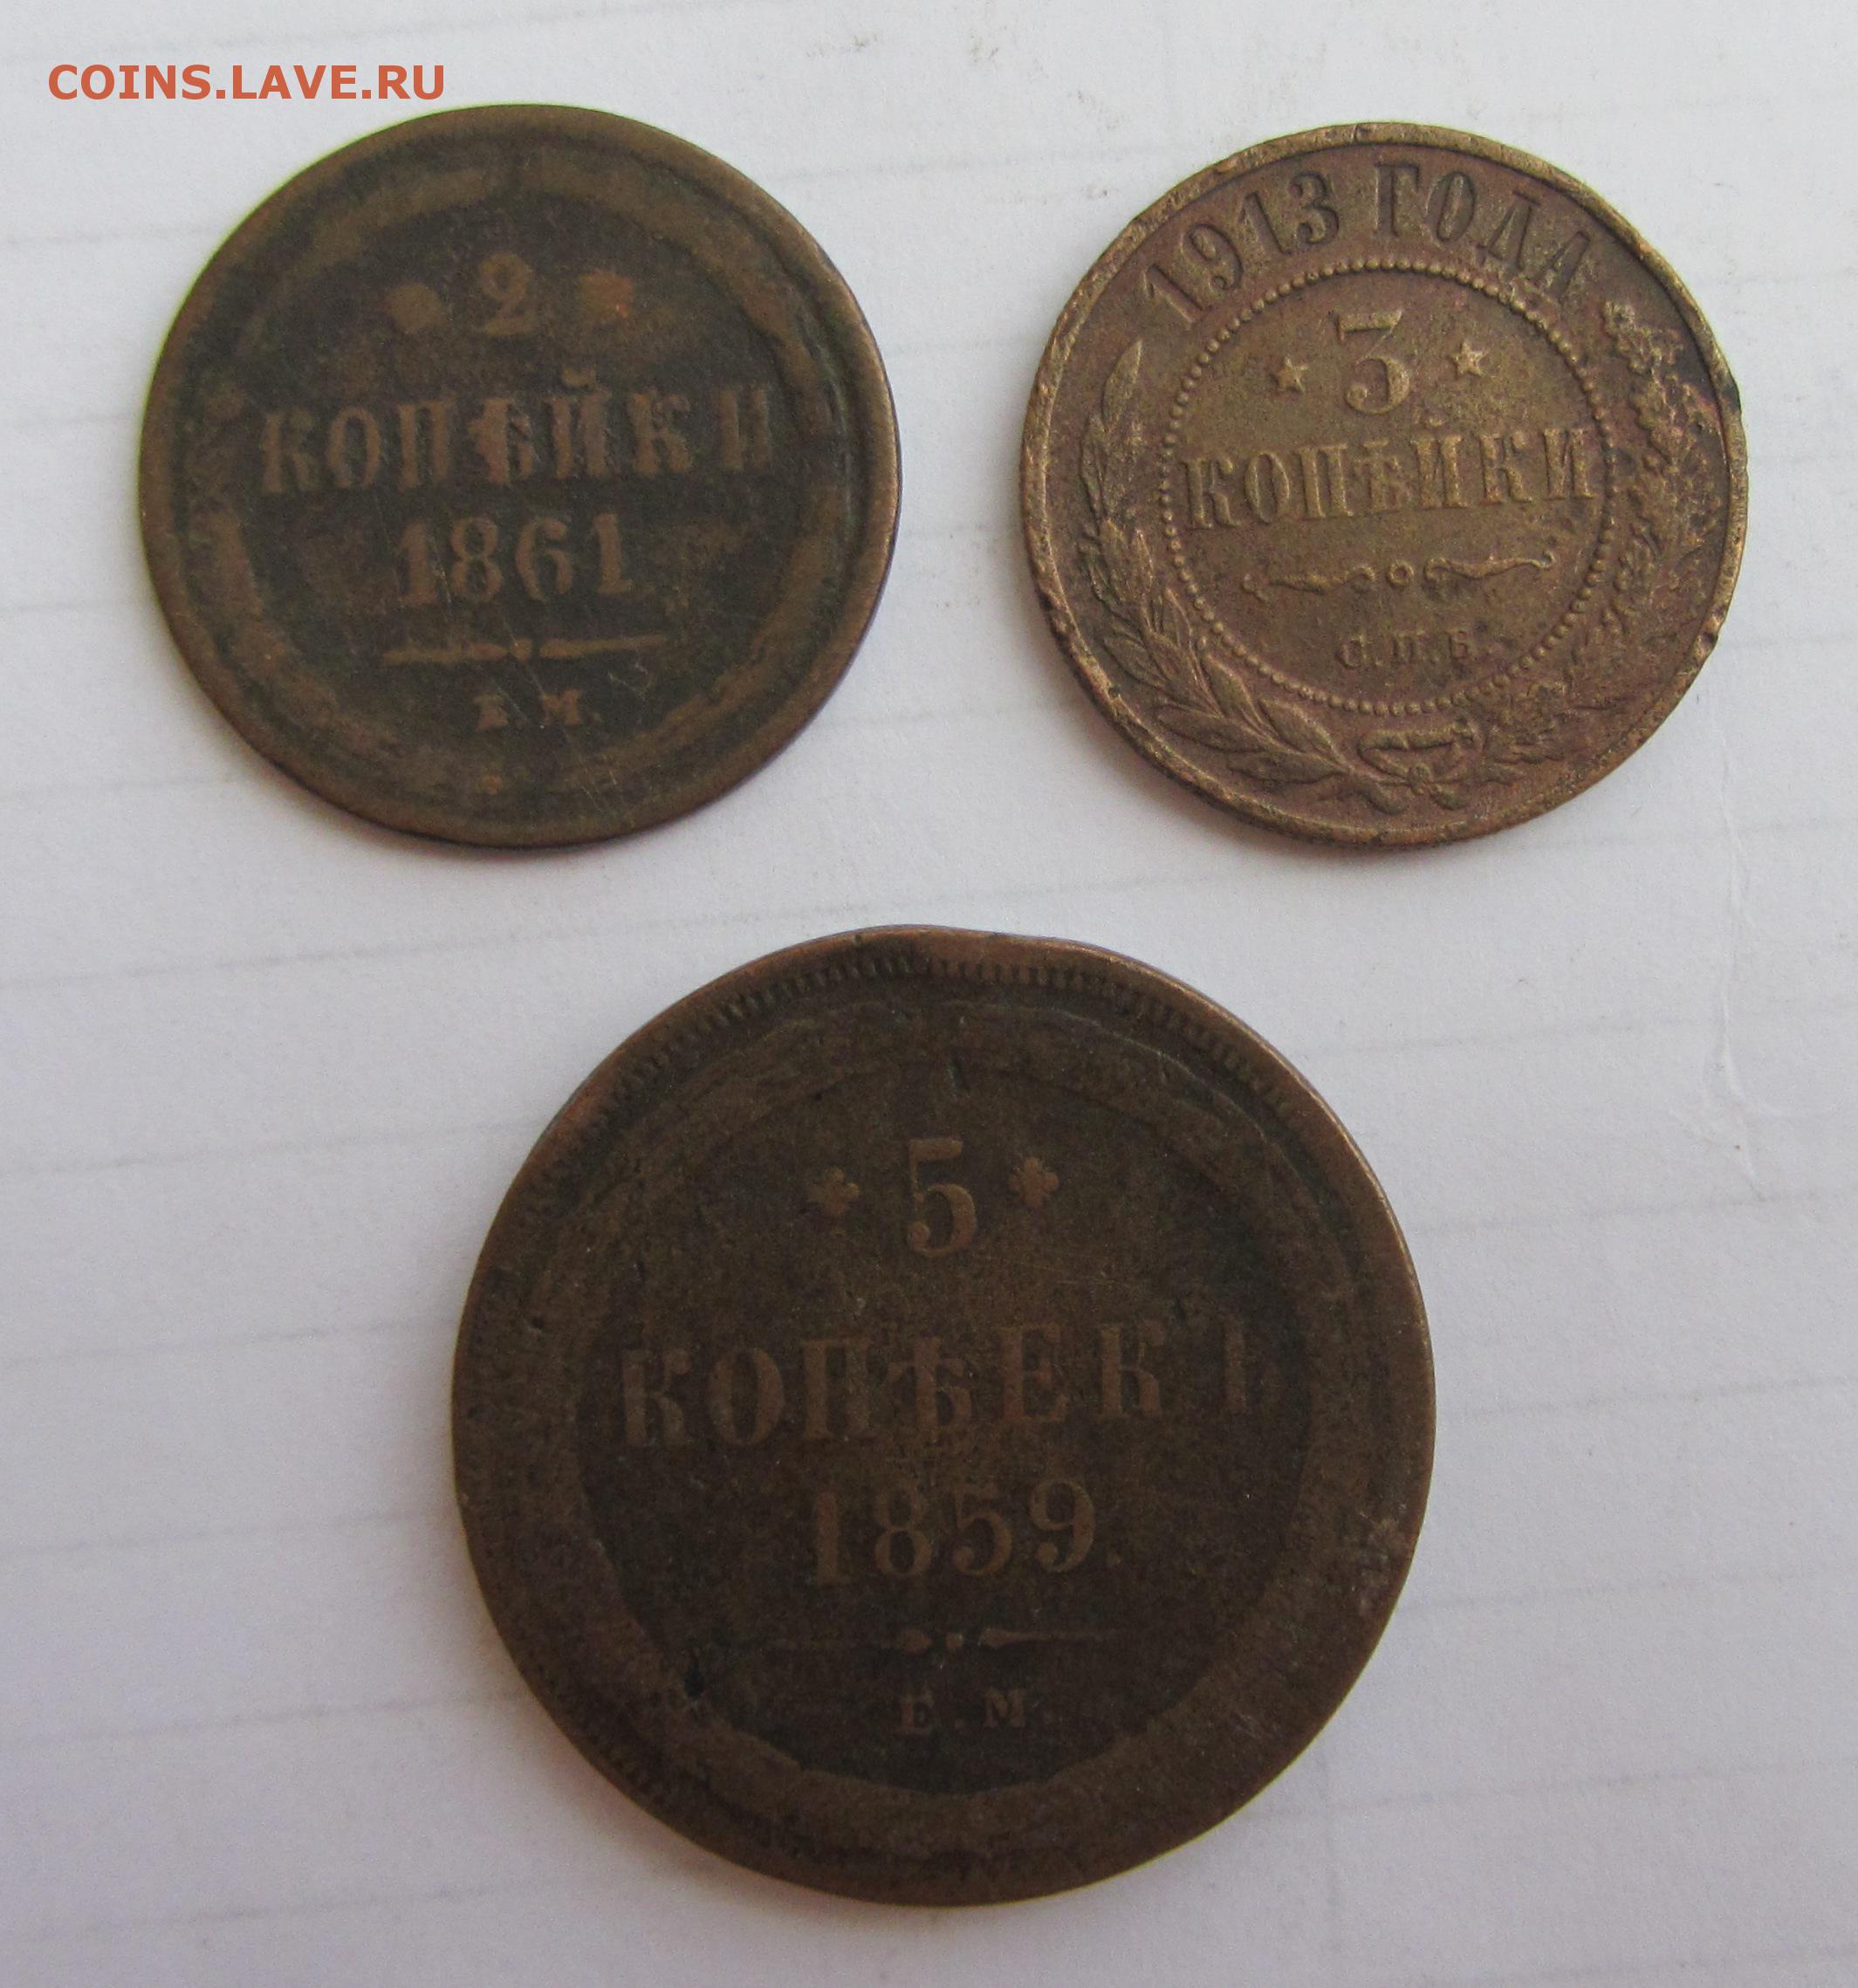 COINS.LAVE.RU
2
КОПѢЙКИ
1861
Е.М.
1913 ГОДА
3
КОПѢЙКИ
С.П.Б.
5
КОПѢЕКЪ
1859.
Е.М.